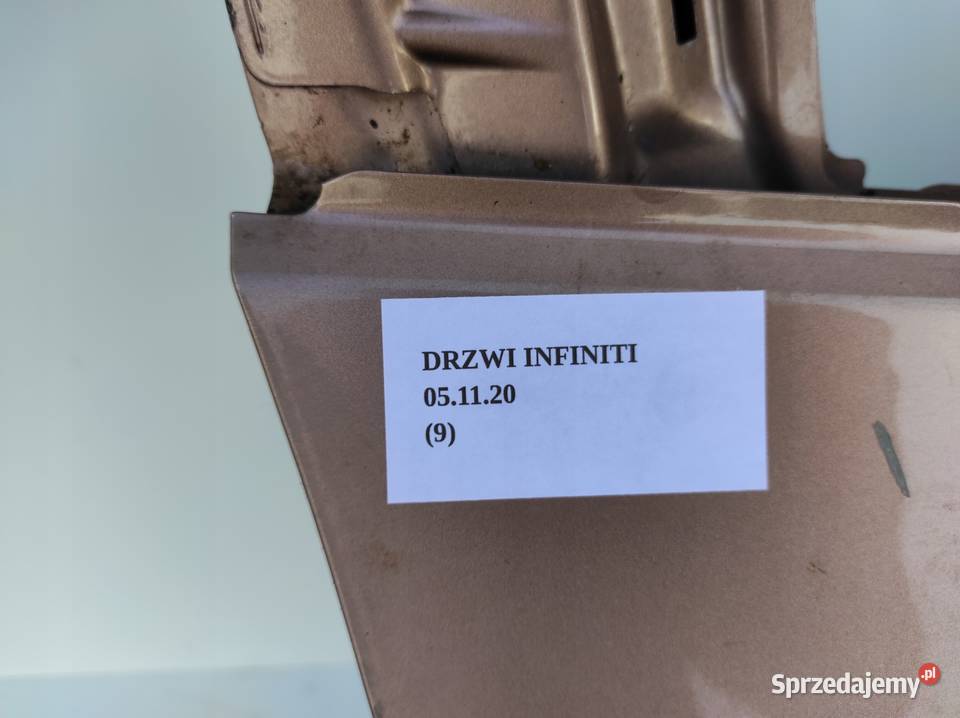 DRZWI INFINITI
05.11.20
(9)
Sprzedajemy.pl